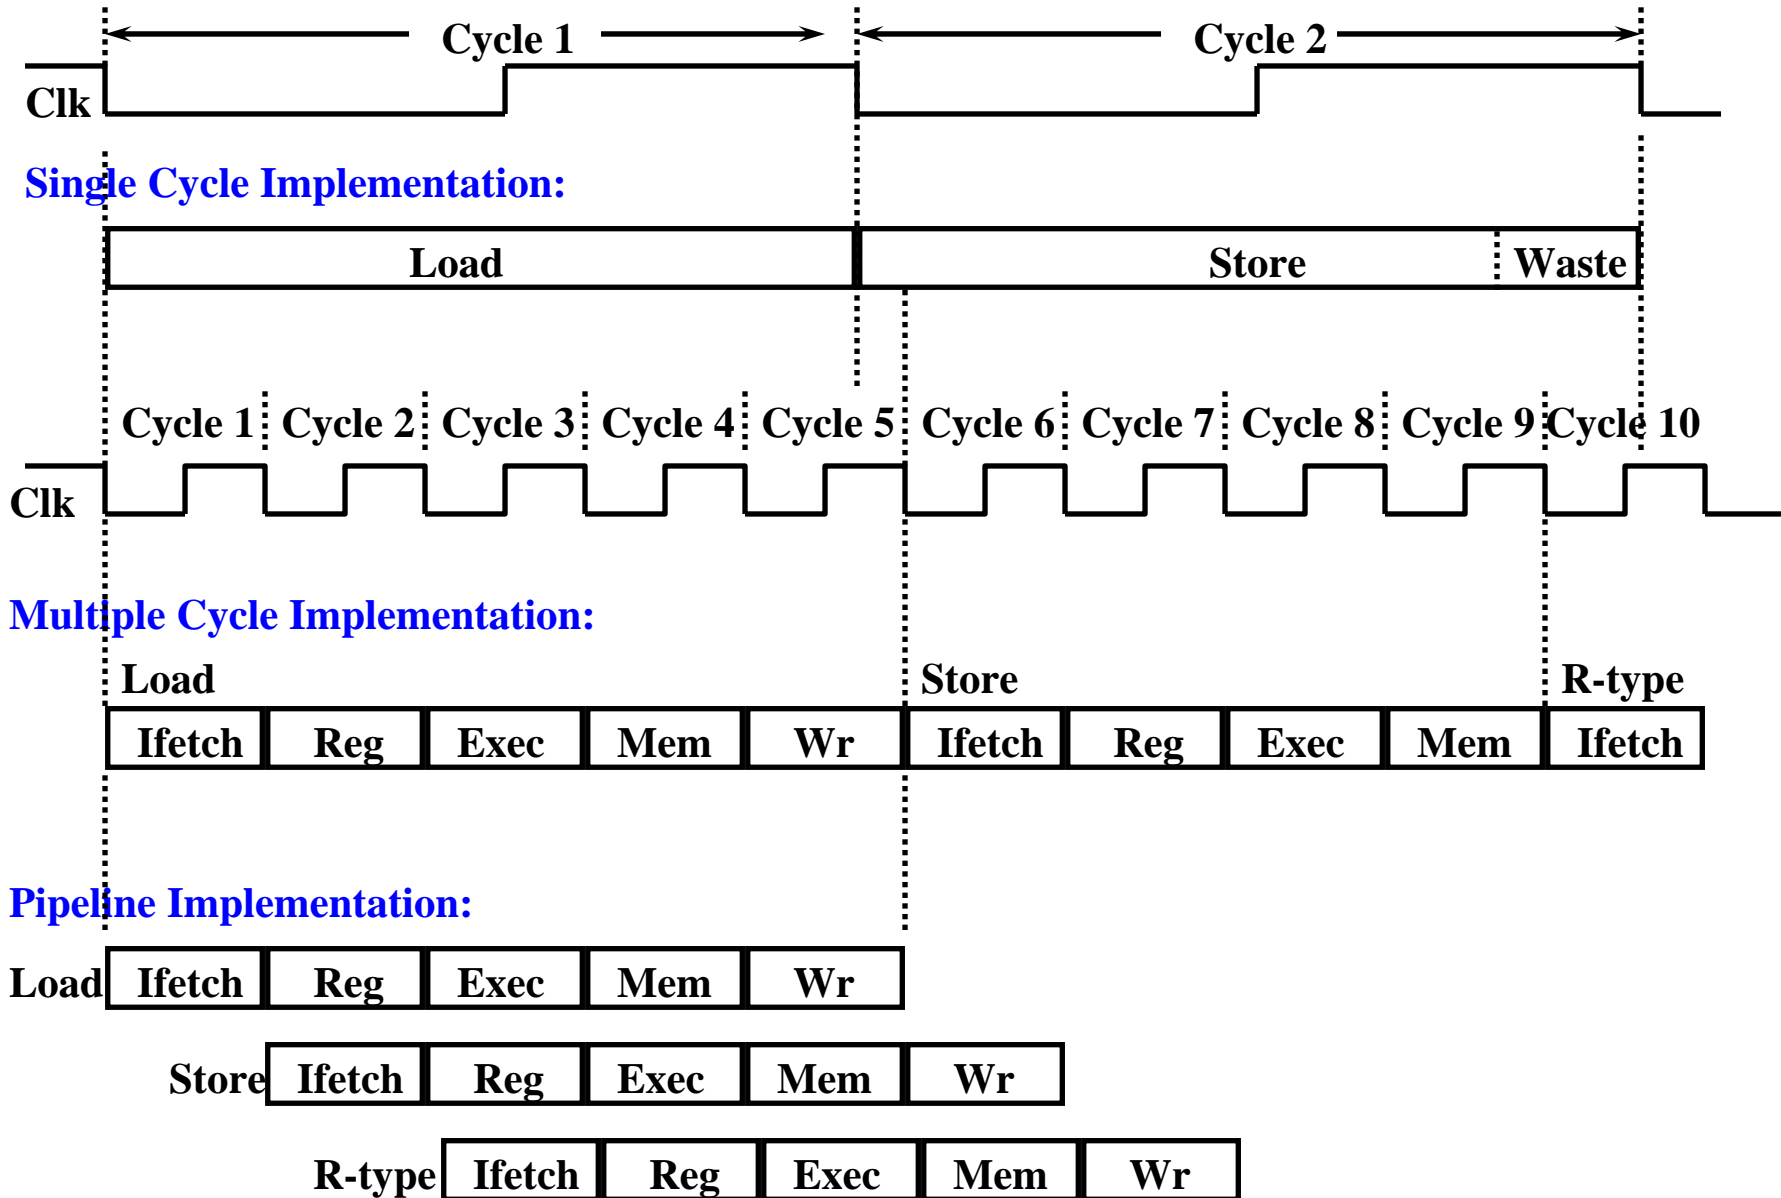 Cycle 1 Cycle 2
Clk
Single Cycle Implementation:
Load Store Waste
Cycle 1 Cycle 2 Cycle 3 Cycle 4 Cycle 5 Cycle 6 Cycle 7 Cycle 8 Cycle 9 Cycle 10
Clk
Multiple Cycle Implementation:
Load Store R-type
Ifetch Reg Exec Mem Wr Ifetch Reg Exec Mem Ifetch
Pipeline Implementation:
Load Ifetch Reg Exec Mem Wr
Store Ifetch Reg Exec Mem Wr
R-type Ifetch Reg Exec Mem Wr